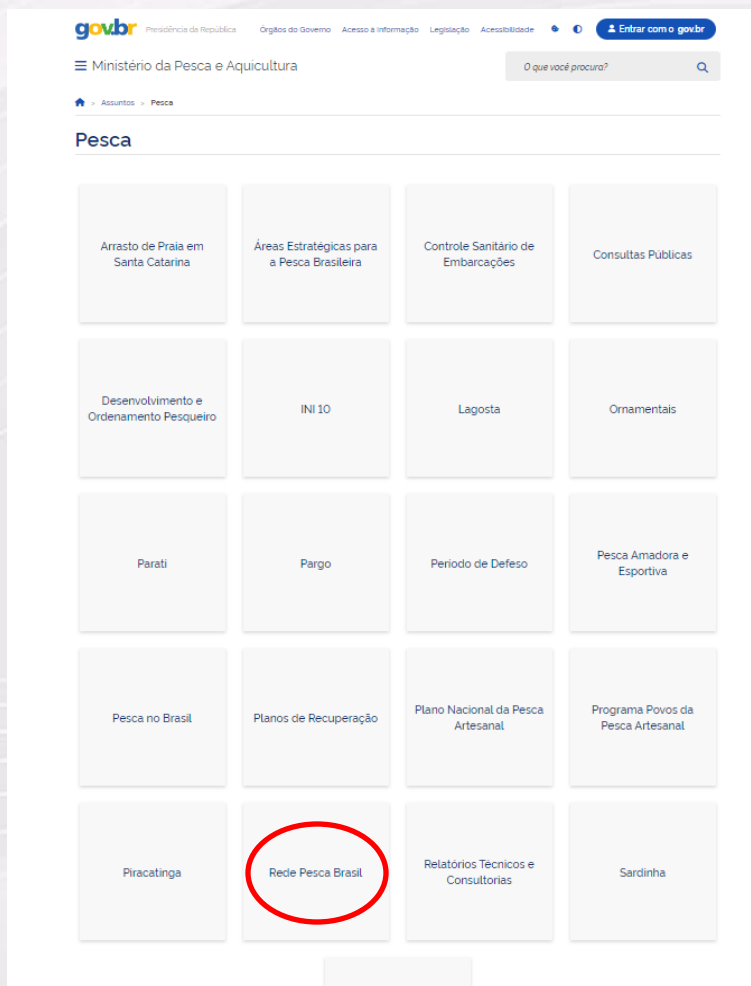 gov.br Presidência da República Órgãos do Governo Acesso à Informação Legislação Acessibilidade Entrar com o gov.br
Ministério da Pesca e Aquicultura O que você procura?
> Assuntos > Pesca
Pesca
Arrasto de Praia em
Santa Catarina
Áreas Estratégicas para
a Pesca Brasileira
Controle Sanitário de
Embarcações
Consultas Públicas
Desenvolvimento e
Ordenamento Pesqueiro
INI 10
Lagosta
Ornamentais
Parati
Pargo
Período de Defeso
Pesca Amadora e
Esportiva
Pesca no Brasil
Planos de Recuperação
Plano Nacional da Pesca
Artesanal
Programa Povos da
Pesca Artesanal
Piracatinga
Rede Pesca Brasil
Relatórios Técnicos e
Consultorias
Sardinha